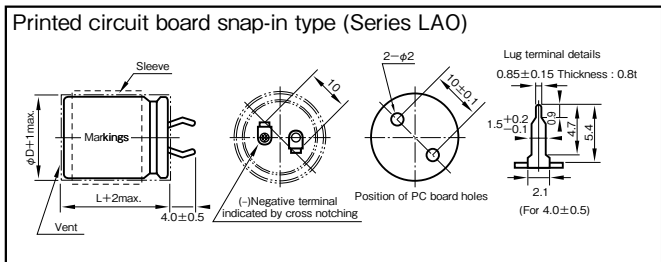 Printed circuit board snap-in type (Series LAO)
Sleeve
Markings
φD+1max.
L+2max.
4.0±0.5
Vent
10
(-)Negative terminal
indicated by cross notching
2-φ2
10±0.1
Position of PC board holes
Lug terminal details
0.85±0.15 Thickness : 0.8t
1.5+0.2
−0.1
0.9
4.7
5.4
2.1
(For 4.0±0.5)